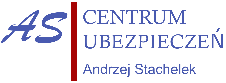 AS CENTRUM
UBEZPIECZEŃ
Andrzej Stachelek